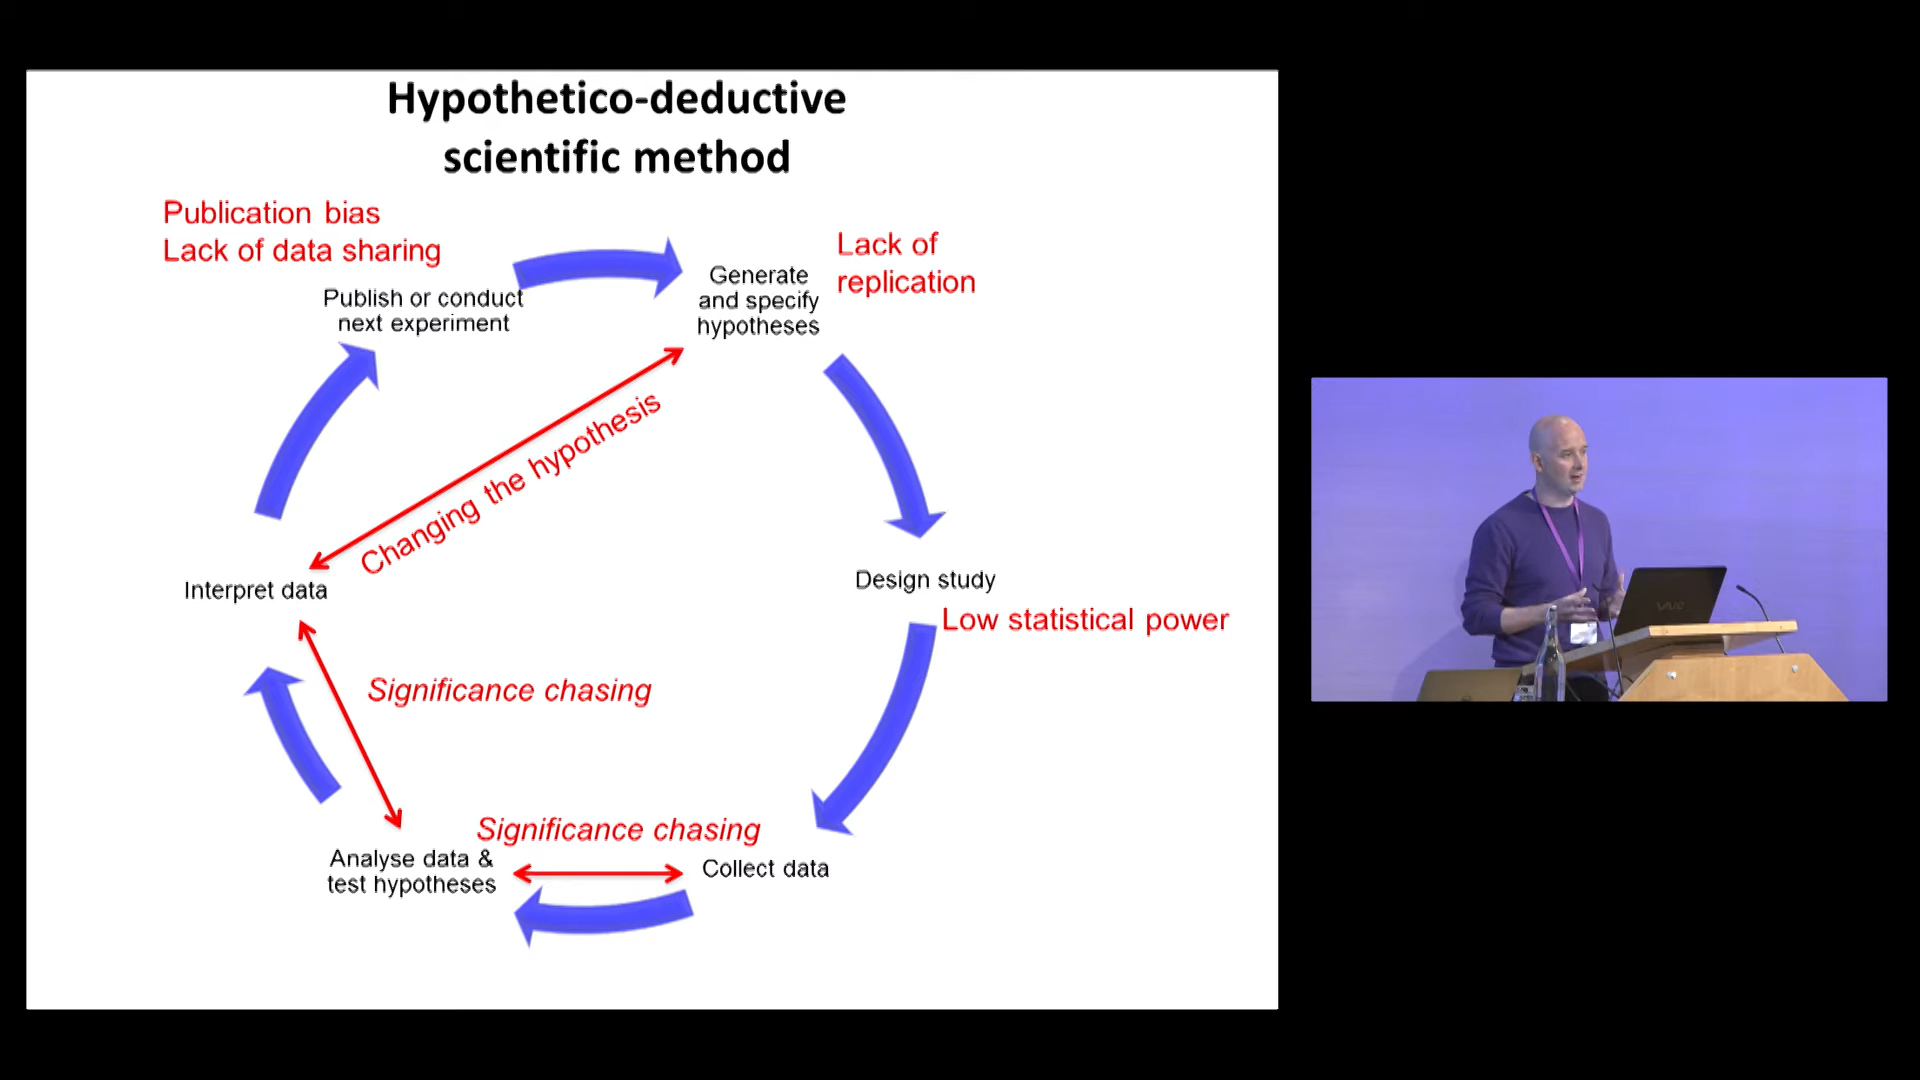 Hypothetico-deductive
scientific method
Publication bias
Lack of data sharing
Publish or conduct
next experiment
Generate
and specify
hypotheses
Lack of
replication
Changing the hypothesis
Interpret data
Design study
Low statistical power
Significance chasing
Significance chasing
Analyse data &
test hypotheses
Collect data
VAIO